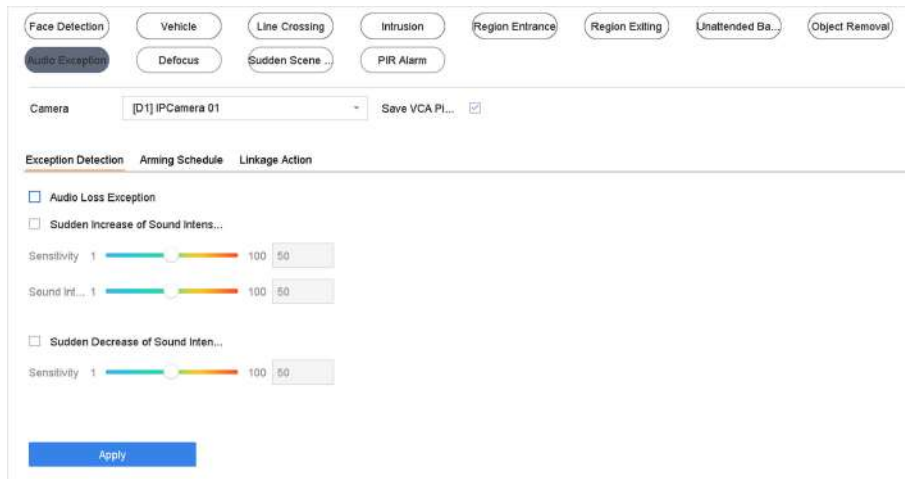 Face Detection Vehicle Line Crossing Intrusion Region Entrance Region Exiting Unattended Ba... Object Removal
Audio Exception Defocus Sudden Scene ... PIR Alarm
Camera [D1] IPCamera 01 Save VCA Pi...
Exception Detection Arming Schedule Linkage Action
Audio Loss Exception
Sudden Increase of Sound Intens...
Sensitivity 1 100 50
Sound Int... 1 100 50
Sudden Decrease of Sound Inten...
Sensitivity 1 100 50
Apply